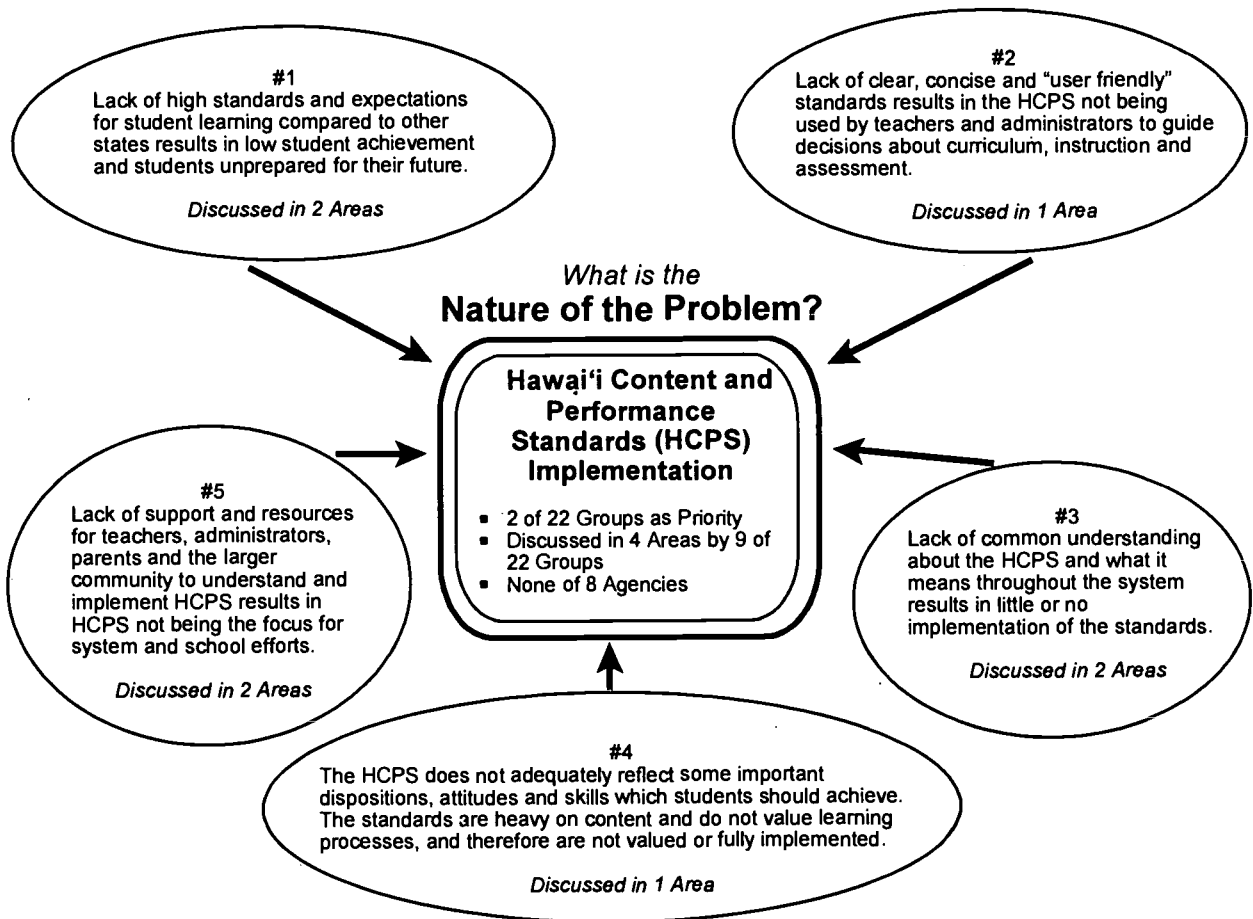 #1
Lack of high standards and expectations
for student learning compared to other
states results in low student achievement
and students unprepared for their future.
Discussed in 2 Areas
#2
Lack of clear, concise and “user friendly”
standards results in the HCPS not being
used by teachers and administrators to guide
decisions about curriculum, instruction and
assessment.
Discussed in 1 Area
What is the
Nature of the Problem?
Hawai‘i Content and
Performance
Standards (HCPS)
Implementation
▪ 2 of 22 Groups as Priority
▪ Discussed in 4 Areas by 9 of
22 Groups
▪ None of 8 Agencies
#5
Lack of support and resources
for teachers, administrators,
parents and the larger
community to understand and
implement HCPS results in
HCPS not being the focus for
system and school efforts.
Discussed in 2 Areas
#3
Lack of common understanding
about the HCPS and what it
means throughout the system
results in little or no
implementation of the standards.
Discussed in 2 Areas
#4
The HCPS does not adequately reflect some important
dispositions, attitudes and skills which students should achieve.
The standards are heavy on content and do not value learning
processes, and therefore are not valued or fully implemented.
Discussed in 1 Area